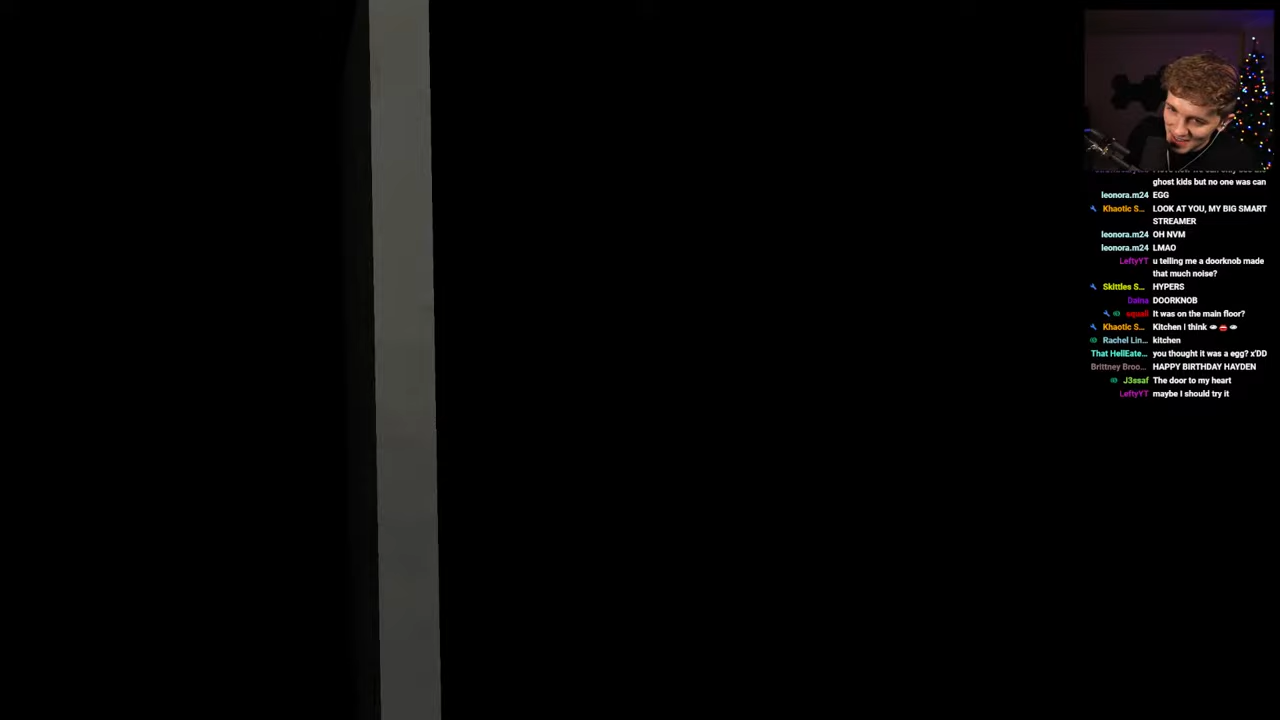 ghost kids but no one was can
leonora.m24 EGG
Khaotic S... LOOK AT YOU, MY BIG SMART
STREAMER
leonora.m24 OH NVM
leonora.m24 LMAO
LeftyYT u telling me a doorknob made
that much noise?
Skittles S... HYPERS
Daina DOORKNOB
squall It was on the main floor?
Khaotic S... Kitchen I think 👁👄👁
Rachel Lin... kitchen
That HellEate... you thought it was a egg? x'DD
Brittney Broo... HAPPY BIRTHDAY HAYDEN
J3ssaf The door to my heart
LeftyYT maybe I should try it